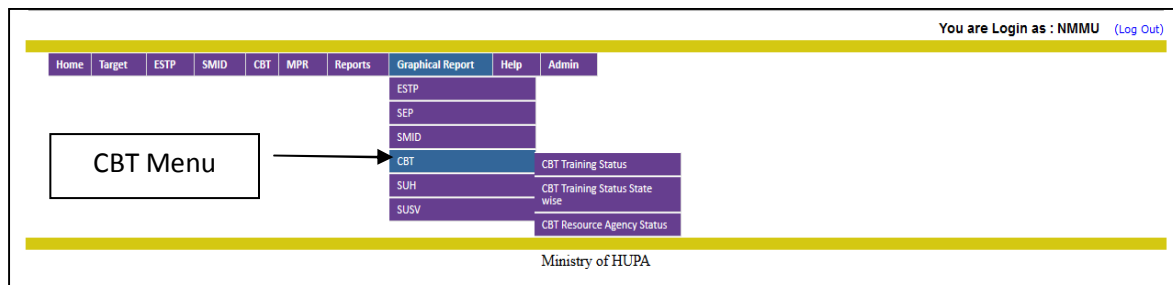 You are Login as : NMMU (Log Out)
Home Target ESTP SMID CBT MPR Reports Graphical Report Help Admin
ESTP
SEP
SMID
CBT Menu
CBT
CBT Training Status
SUH
CBT Training Status State
wise
SUSV
CBT Resource Agency Status
Ministry of HUPA